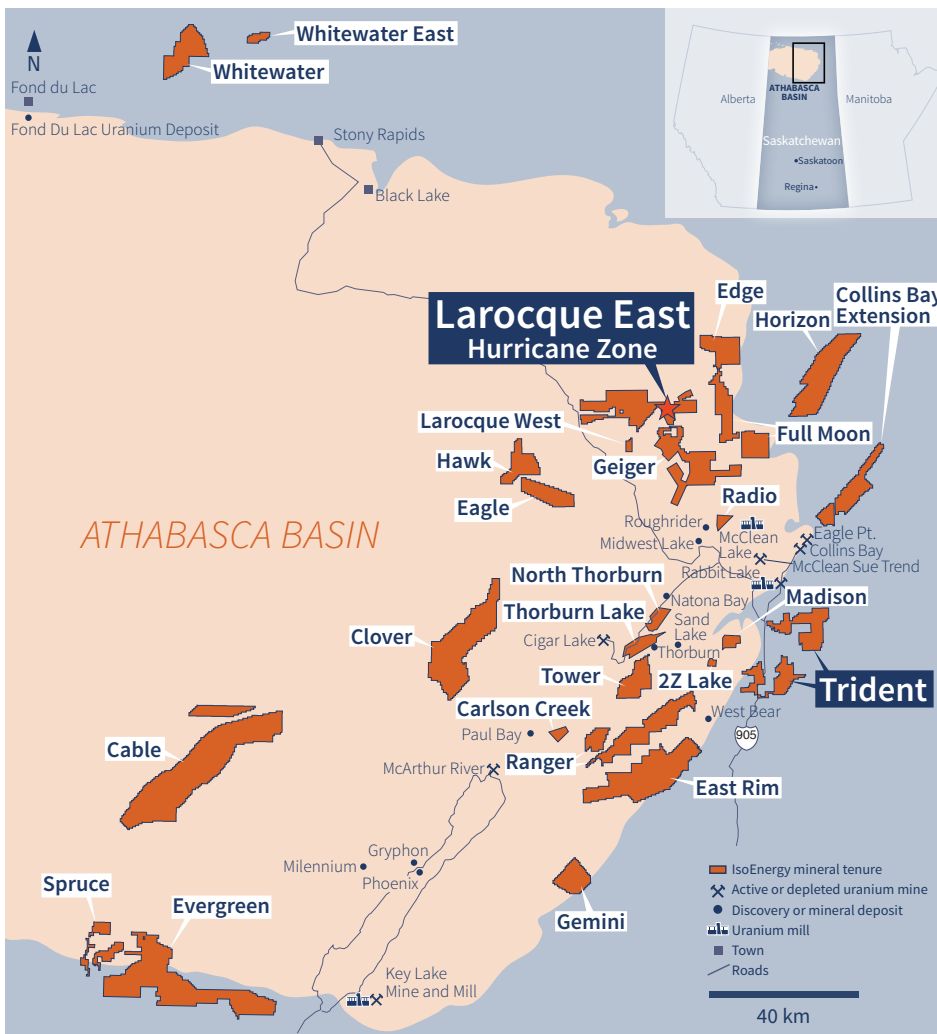 Whitewater East
Whitewater
N
Fond du Lac
Fond Du Lac Uranium Deposit
Stony Rapids
Black Lake
ATHABASCA
BASIN
Alberta
Manitoba
Saskatchewan
Saskatoon
Regina
Edge
Collins Bay
Extension
Horizon
Larocque East
Hurricane Zone
Larocque West
Full Moon
Hawk
Geiger
Eagle
Radio
ATHABASCA BASIN
Roughrider
Midwest Lake
McClean
Lake
Eagle Pt.
Collins Bay
McClean Sue Trend
Rabbit Lake
North Thorburn
Natona Bay
Madison
Thorburn Lake
Sand
Lake
Clover
Cigar Lake
Thorburn
Tower
2Z Lake
Trident
Carlson Creek
West Bear
Paul Bay
905
Cable
Ranger
McArthur River
East Rim
Gryphon
Milennium
Phoenix
Spruce
Evergreen
Gemini
Key Lake
Mine and Mill
IsoEnergy mineral tenure
Active or depleted uranium mine
Discovery or mineral deposit
Uranium mill
Town
Roads
40 km